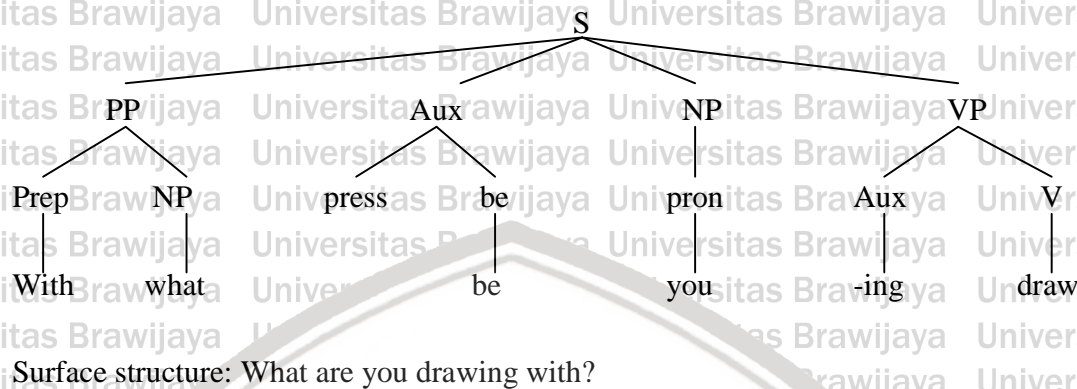 S
PP Aux NP VP
Prep NP press be pron Aux V
With what be you -ing draw
Surface structure: What are you drawing with?